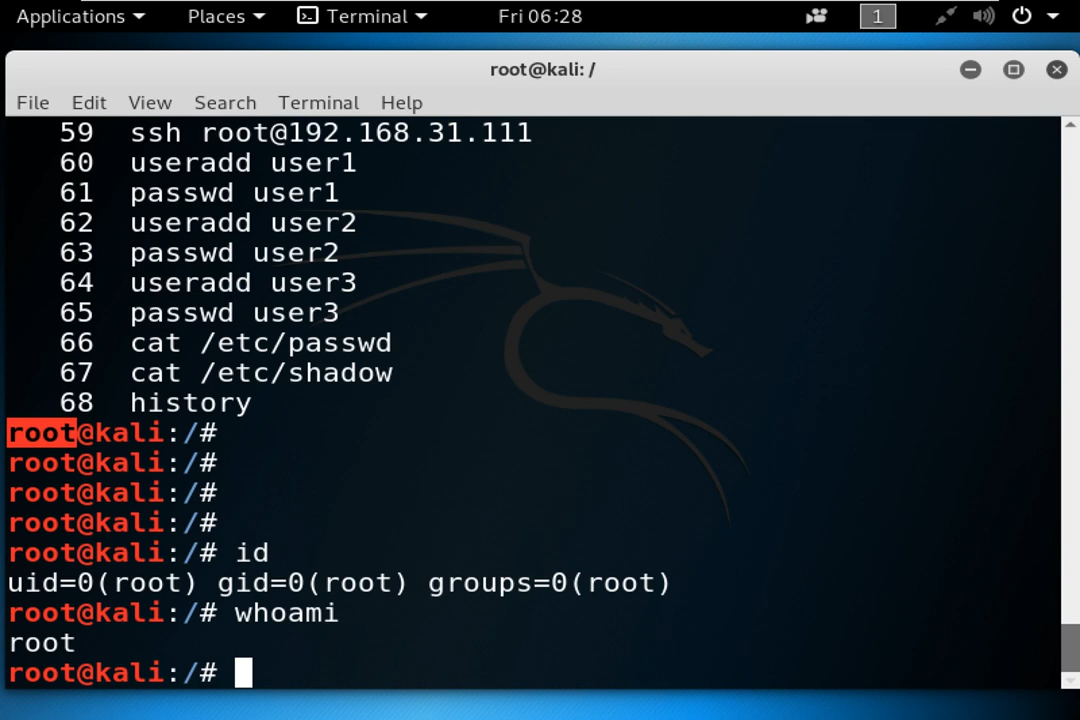 Applications Places Terminal Fri 06:28 1
root@kali: /
File Edit View Search Terminal Help
59 ssh root@192.168.31.111
60 useradd user1
61 passwd user1
62 useradd user2
63 passwd user2
64 useradd user3
65 passwd user3
66 cat /etc/passwd
67 cat /etc/shadow
68 history
root@kali:/#
root@kali:/#
root@kali:/#
root@kali:/#
root@kali:/# id
uid=0(root) gid=0(root) groups=0(root)
root@kali:/# whoami
root
root@kali:/#